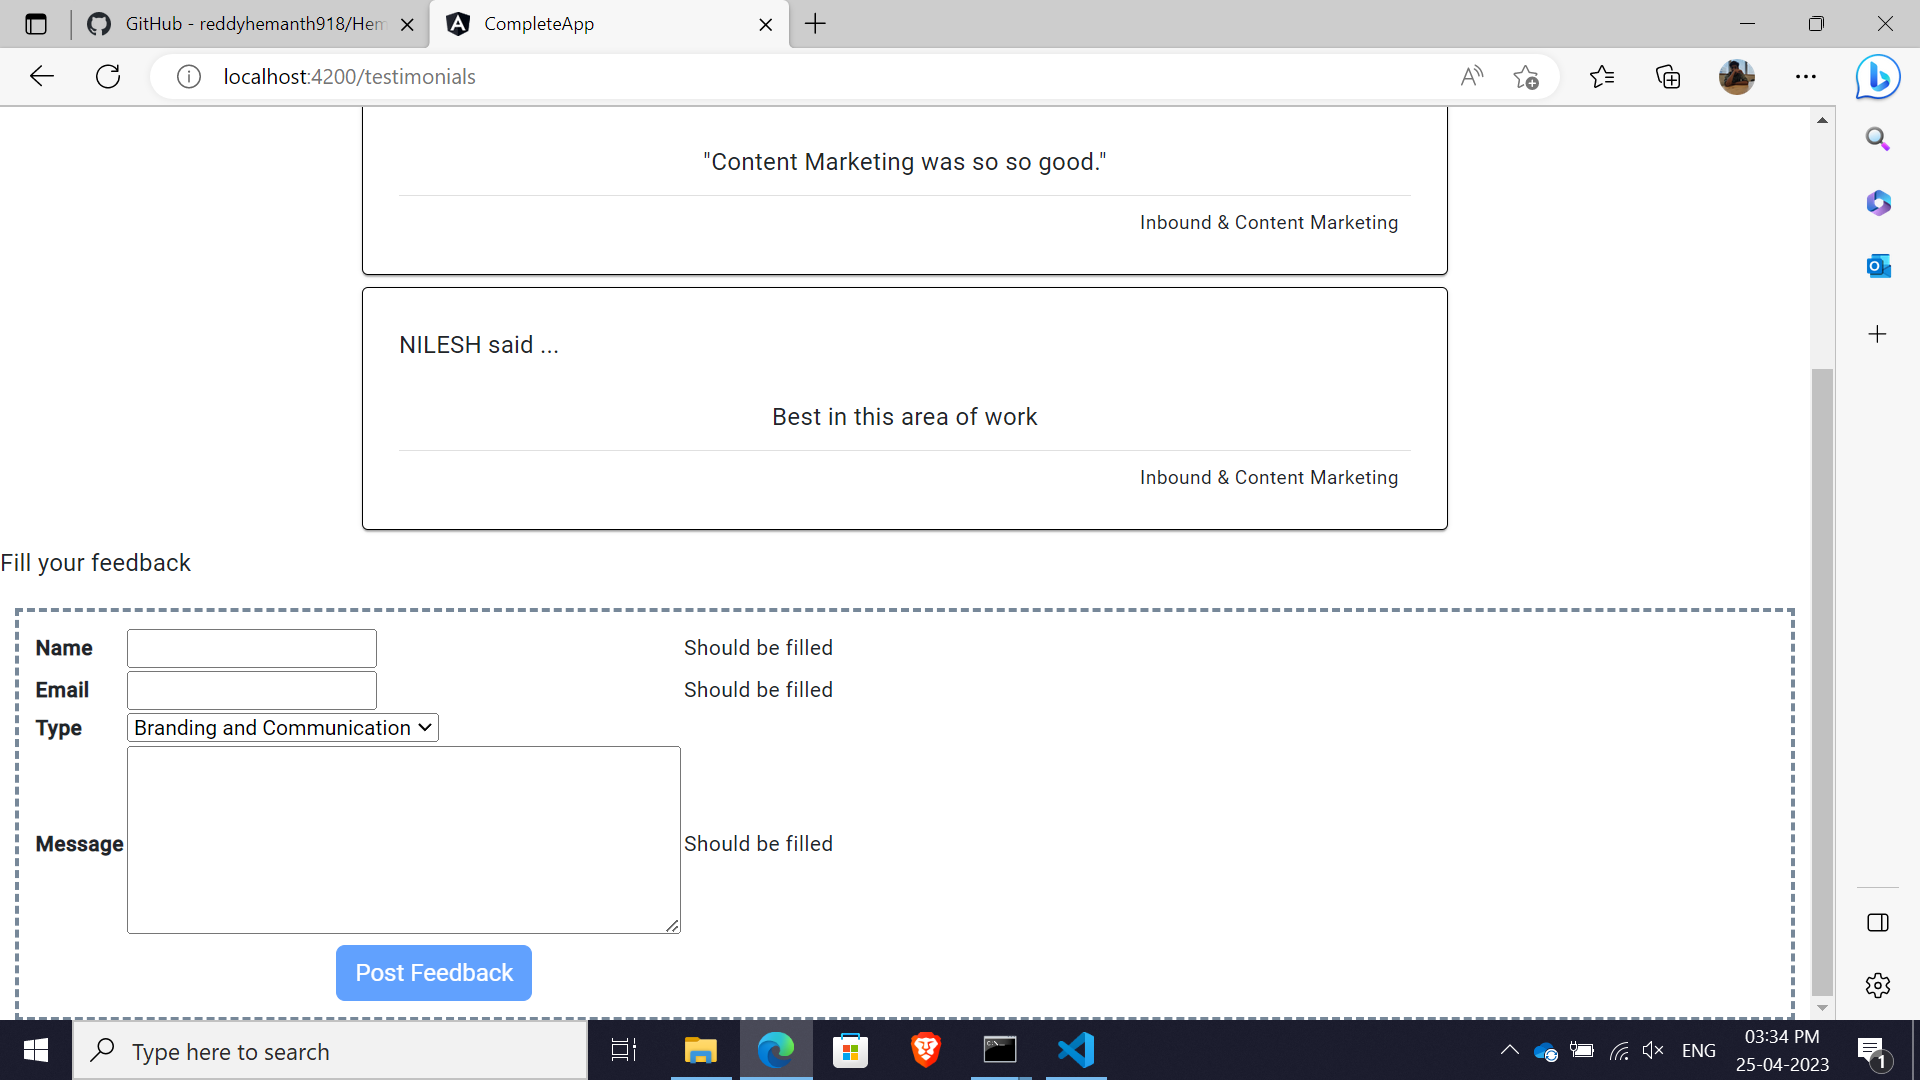 GitHub - reddyhemanth918/Hem
CompleteApp
localhost:4200/testimonials
"Content Marketing was so so good."
Inbound & Content Marketing
NILESH said ...
Best in this area of work
Inbound & Content Marketing
Fill your feedback
Name Should be filled
Email Should be filled
Type Branding and Communication
Message Should be filled
Post Feedback
Type here to search
ENG
03:34 PM
25-04-2023
1